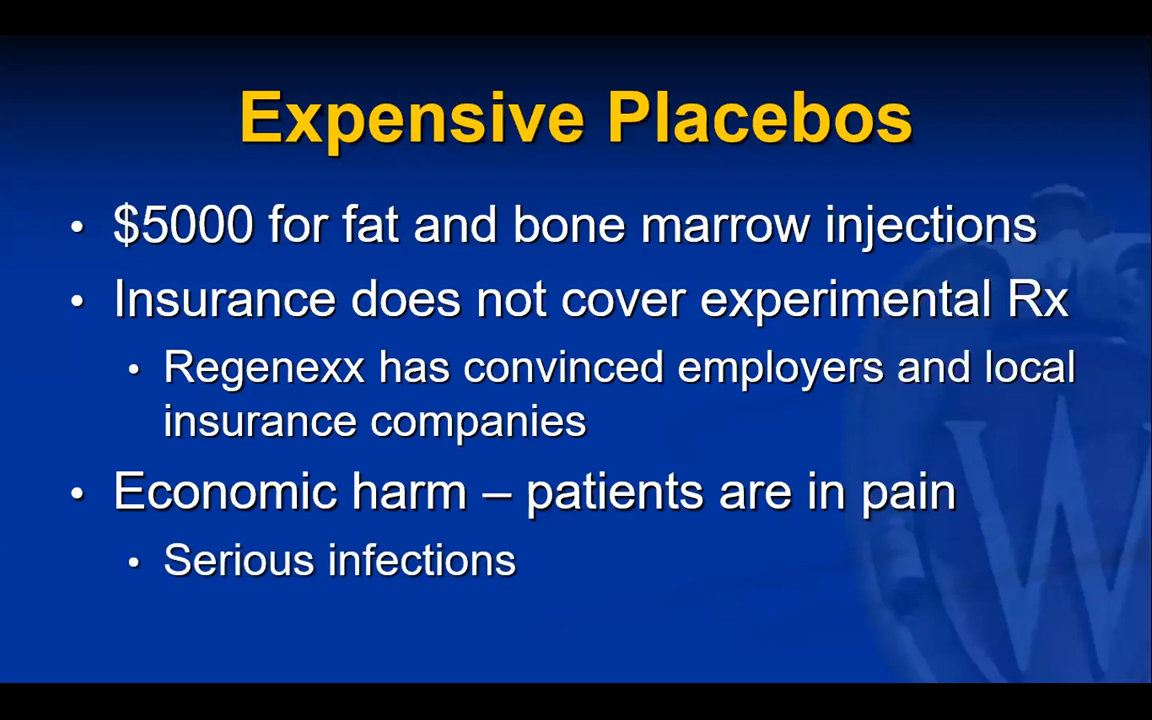 Expensive Placebos
• $5000 for fat and bone marrow injections
• Insurance does not cover experimental Rx
• Regenexx has convinced employers and local
insurance companies
• Economic harm – patients are in pain
• Serious infections
W